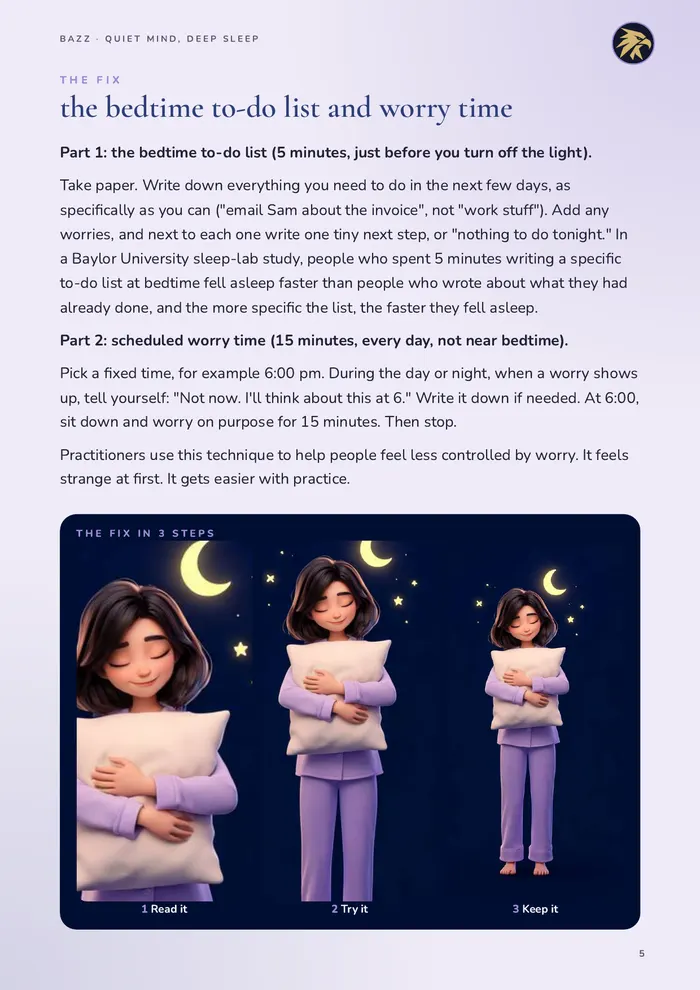 BAZZ · QUIET MIND, DEEP SLEEP
THE FIX
the bedtime to-do list and worry time
Part 1: the bedtime to-do list (5 minutes, just before you turn off the light).
Take paper. Write down everything you need to do in the next few days, as
specifically as you can ("email Sam about the invoice", not "work stuff"). Add any
worries, and next to each one write one tiny next step, or "nothing to do tonight." In
a Baylor University sleep-lab study, people who spent 5 minutes writing a specific
to-do list at bedtime fell asleep faster than people who wrote about what they had
already done, and the more specific the list, the faster they fell asleep.
Part 2: scheduled worry time (15 minutes, every day, not near bedtime).
Pick a fixed time, for example 6:00 pm. During the day or night, when a worry shows
up, tell yourself: "Not now. I'll think about this at 6." Write it down if needed. At 6:00,
sit down and worry on purpose for 15 minutes. Then stop.
Practitioners use this technique to help people feel less controlled by worry. It feels
strange at first. It gets easier with practice.
THE FIX IN 3 STEPS
1 Read it
2 Try it
3 Keep it
5